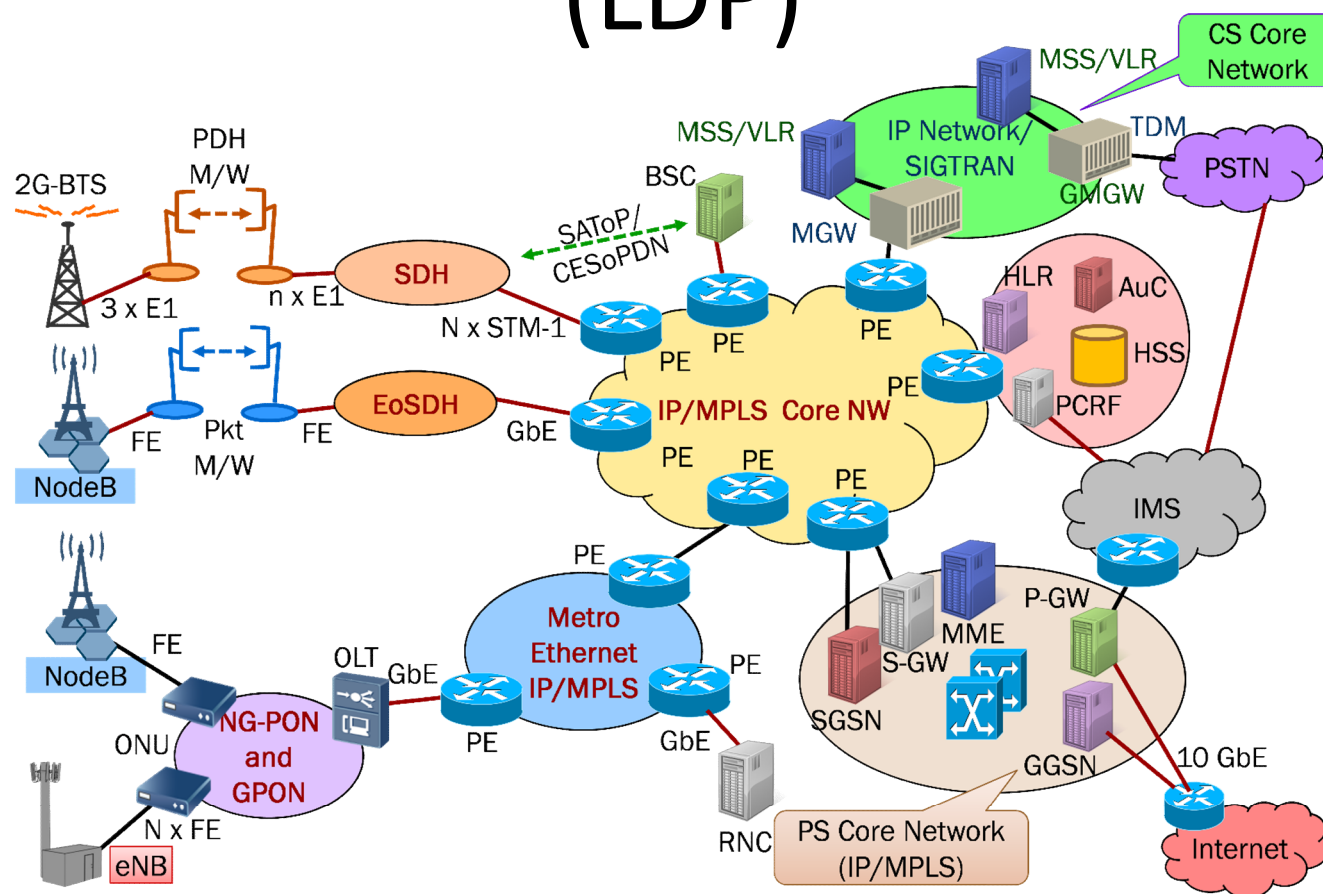 (LDP)
CS Core
Network
MSS/VLR
MSS/VLR
IP Network/
SIGTRAN
TDM
PSTN
GMGW
MGW
PDH
M/W
2G-BTS
3 x E1
n x E1
SDH
SAToP/
CESoPDN
BSC
N x STM-1
PE
PE
PE
HLR
AuC
HSS
PCRF
PE
Pkt
M/W
FE
FE
NodeB
EoSDH
GbE
PE
IP/MPLS Core NW
PE
PE
IMS
PE
Metro
Ethernet
IP/MPLS
PE
PE
GbE
RNC
NodeB
FE
OLT
GbE
ONU
NG-PON
and
GPON
N x FE
eNB
P-GW
MME
S-GW
SGSN
GGSN
10 GbE
PS Core Network
(IP/MPLS)
Internet